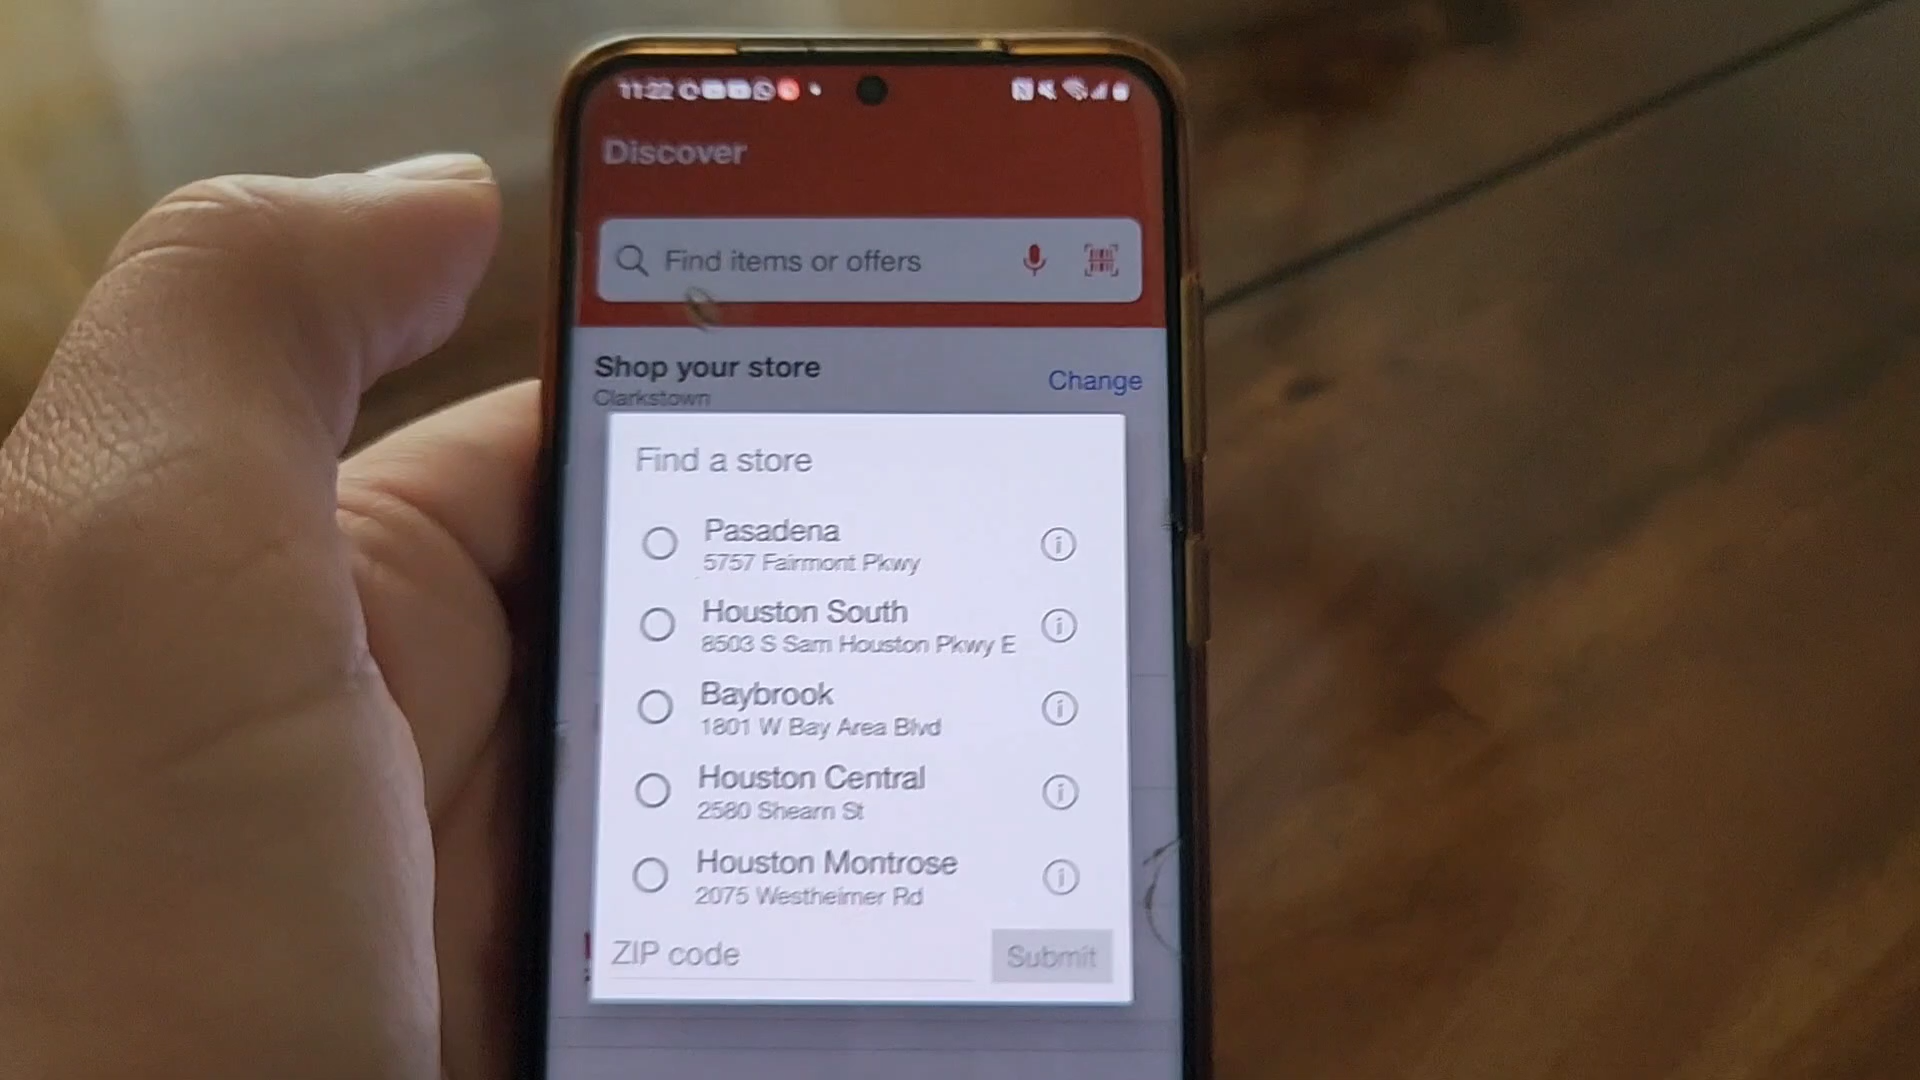 11:22
Discover
Find items or offers
Shop your store
Change
Clarkstown
Find a store
Pasadena
5757 Fairmont Pkwy
Houston South
8503 S Sam Houston Pkwy E
Baybrook
1801 W Bay Area Blvd
Houston Central
2580 Shearn St
Houston Montrose
2075 Westheimer Rd
ZIP code
Submit